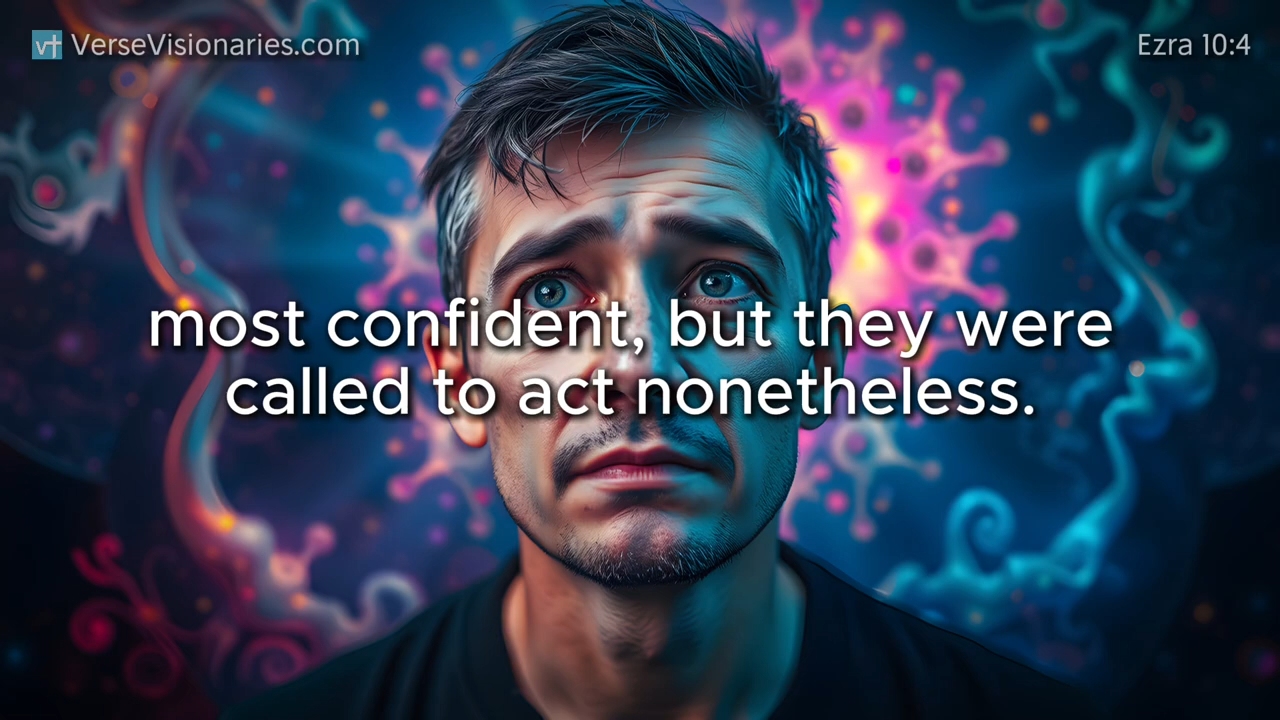 VerseVisionaries.com
Ezra 10:4
most confident, but they were
called to act nonetheless.